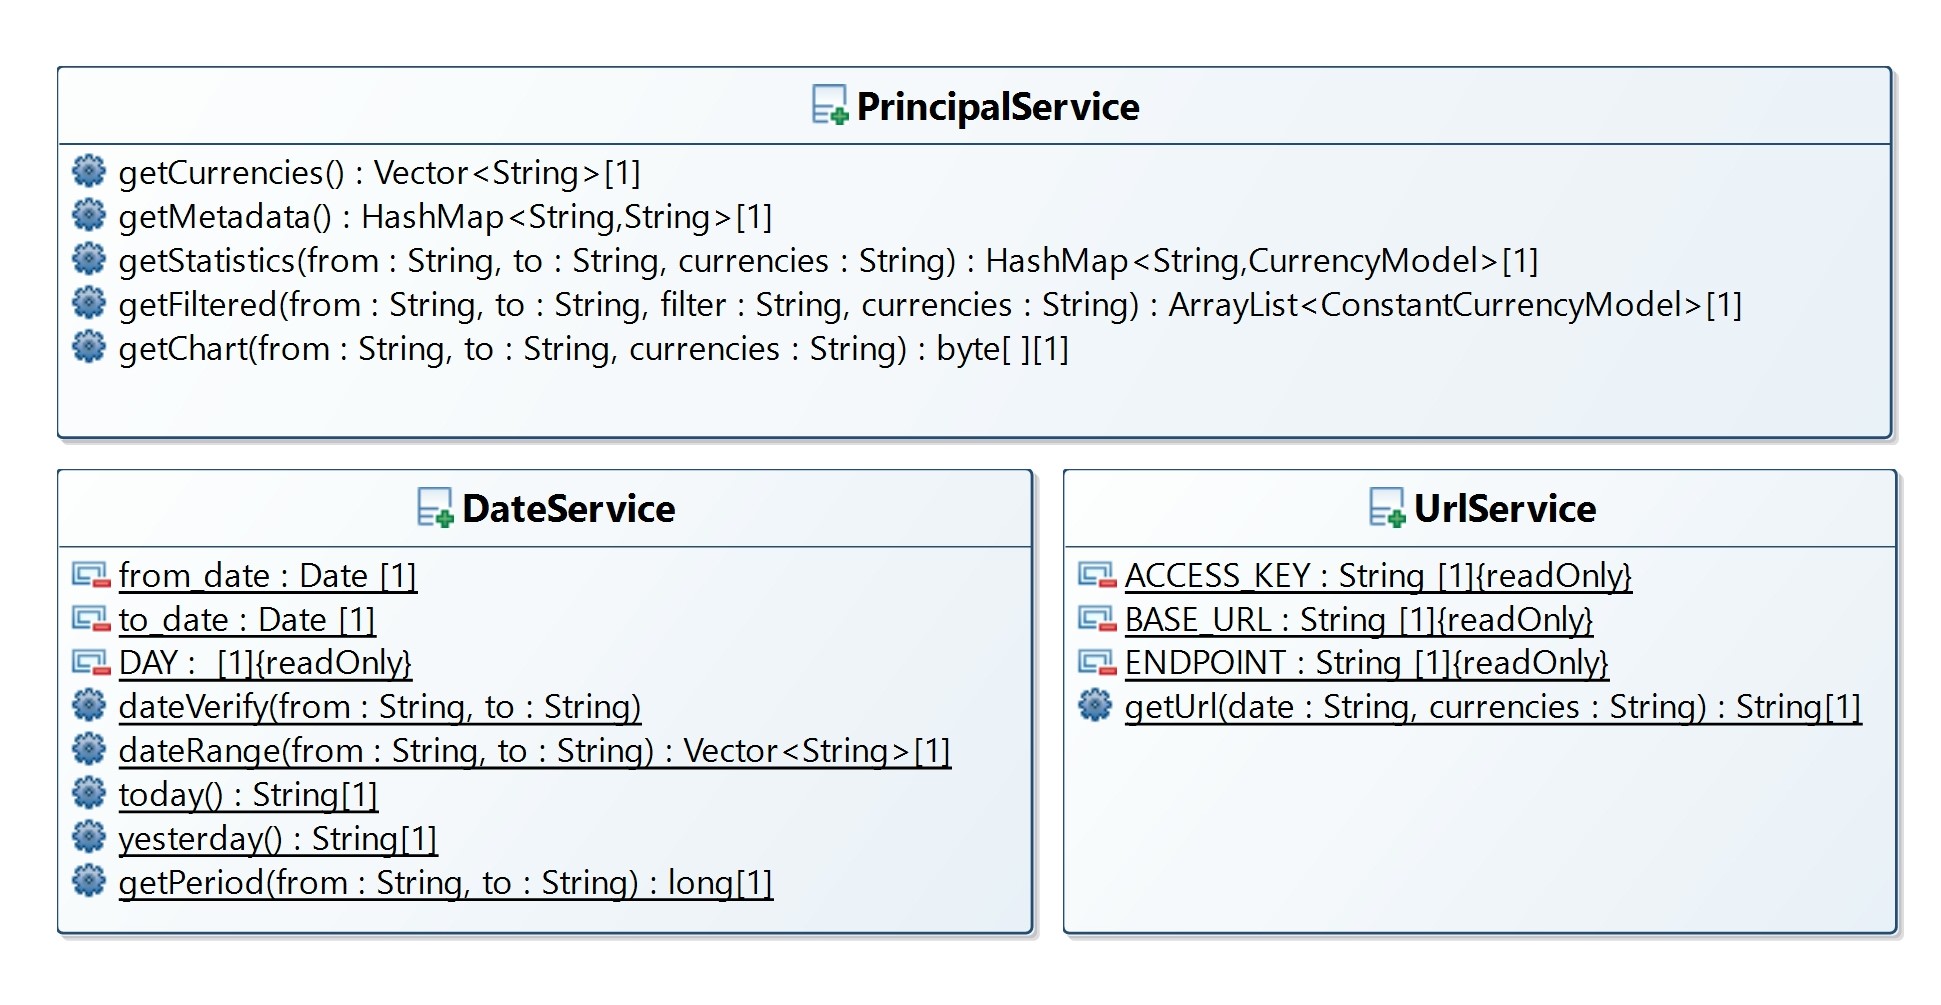 PrincipalService
getCurrencies() : Vector<String>[1]
getMetadata() : HashMap<String,String>[1]
getStatistics(from : String, to : String, currencies : String) : HashMap<String,CurrencyModel>[1]
getFiltered(from : String, to : String, filter : String, currencies : String) : ArrayList<ConstantCurrencyModel>[1]
getChart(from : String, to : String, currencies : String) : byte[ ][1]
DateService
from_date : Date [1]
to_date : Date [1]
DAY :  [1]{readOnly}
dateVerify(from : String, to : String)
dateRange(from : String, to : String) : Vector<String>[1]
today() : String[1]
yesterday() : String[1]
getPeriod(from : String, to : String) : long[1]
UrlService
ACCESS_KEY : String [1]{readOnly}
BASE_URL : String [1]{readOnly}
ENDPOINT : String [1]{readOnly}
getUrl(date : String, currencies : String) : String[1]